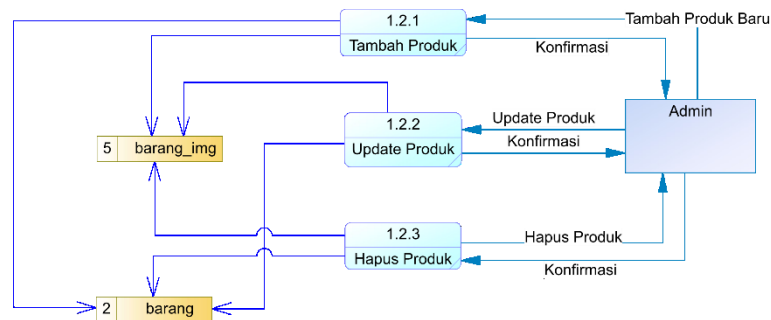 1.2.1
Tambah Produk
Tambah Produk Baru
Konfirmasi
Admin
1.2.2
Update Produk
Update Produk
Konfirmasi
5 barang_img
1.2.3
Hapus Produk
Hapus Produk
Konfirmasi
2 barang